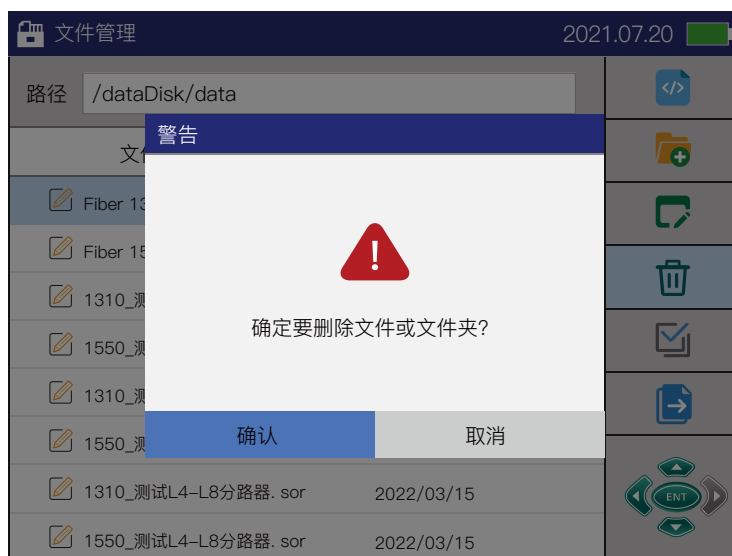 文件管理 2021.07.20
路径 /dataDisk/data
警告
文
Fiber 13
Fiber 15
1310_测
1550_测
1310_测
1550_测
确定要删除文件或文件夹?
确认 取消
1310_测试L4-L8分路器. sor 2022/03/15
1550_测试L4-L8分路器. sor 2022/03/15
</>
!
ENT